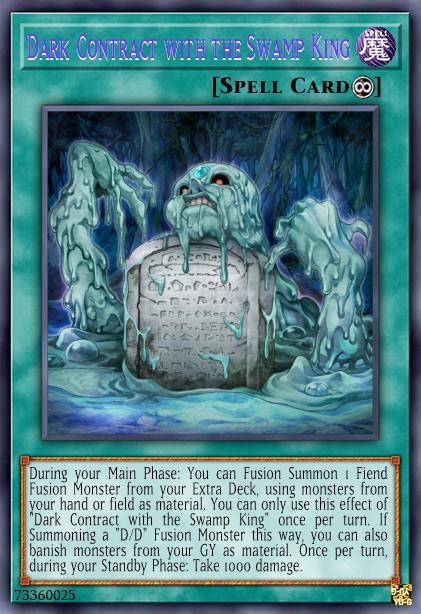 Dark Contract with the Swamp King
SPELL
魔
[Spell Card]
During your Main Phase: You can Fusion Summon 1 Fiend
Fusion Monster from your Extra Deck, using monsters from
your hand or field as material. You can only use this effect of
"Dark Contract with the Swamp King" once per turn. If
Summoning a "D/D" Fusion Monster this way, you can also
banish monsters from your GY as material. Once per turn,
during your Standby Phase: Take 1000 damage.
73360025